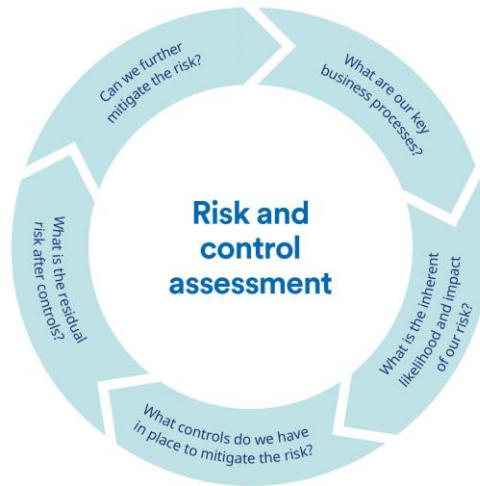 Risk and
control
assessment
What are our key
business processes?
What is the inherent
likelihood and impact
of our risk?
What controls do we have
in place to mitigate the risk?
What is the residual
risk after controls?
Can we further
mitigate the risk?